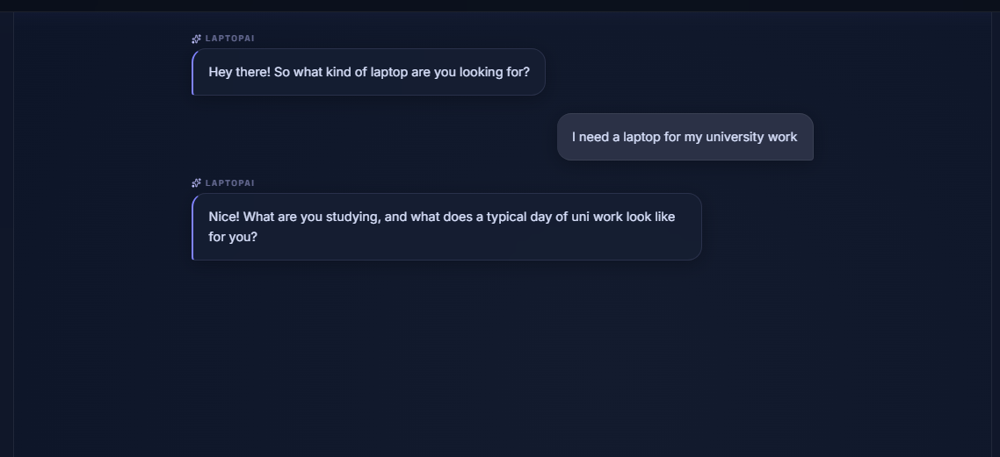 LAPTOPAI
Hey there! So what kind of laptop are you looking for?
I need a laptop for my university work
LAPTOPAI
Nice! What are you studying, and what does a typical day of uni work look like
for you?